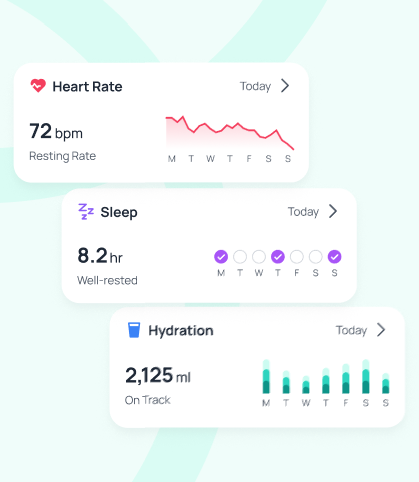 Heart Rate
Today
72 bpm
Resting Rate
M T W T F S S
Sleep
Today
8.2 hr
Well-rested
M T W T F S S
Hydration
Today
2,125 ml
On Track
M T W T F S S